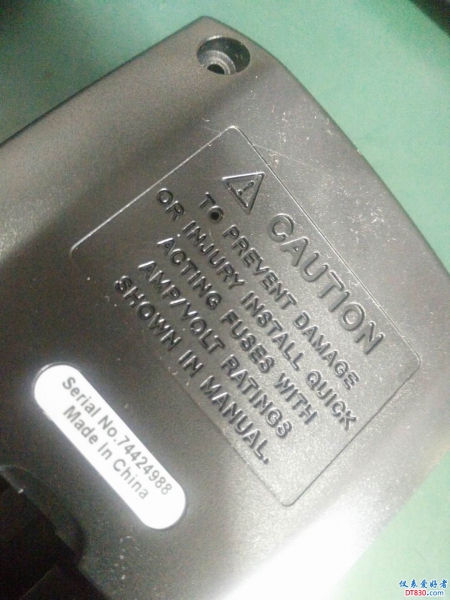 CAUTION
TO PREVENT DAMAGE
OR INJURY INSTALL QUICK
ACTING FUSES WITH
AMP/VOLT RATINGS
SHOWN IN MANUAL.
Serial No.74424988
Made In China
仪表爱好者
DT830.com